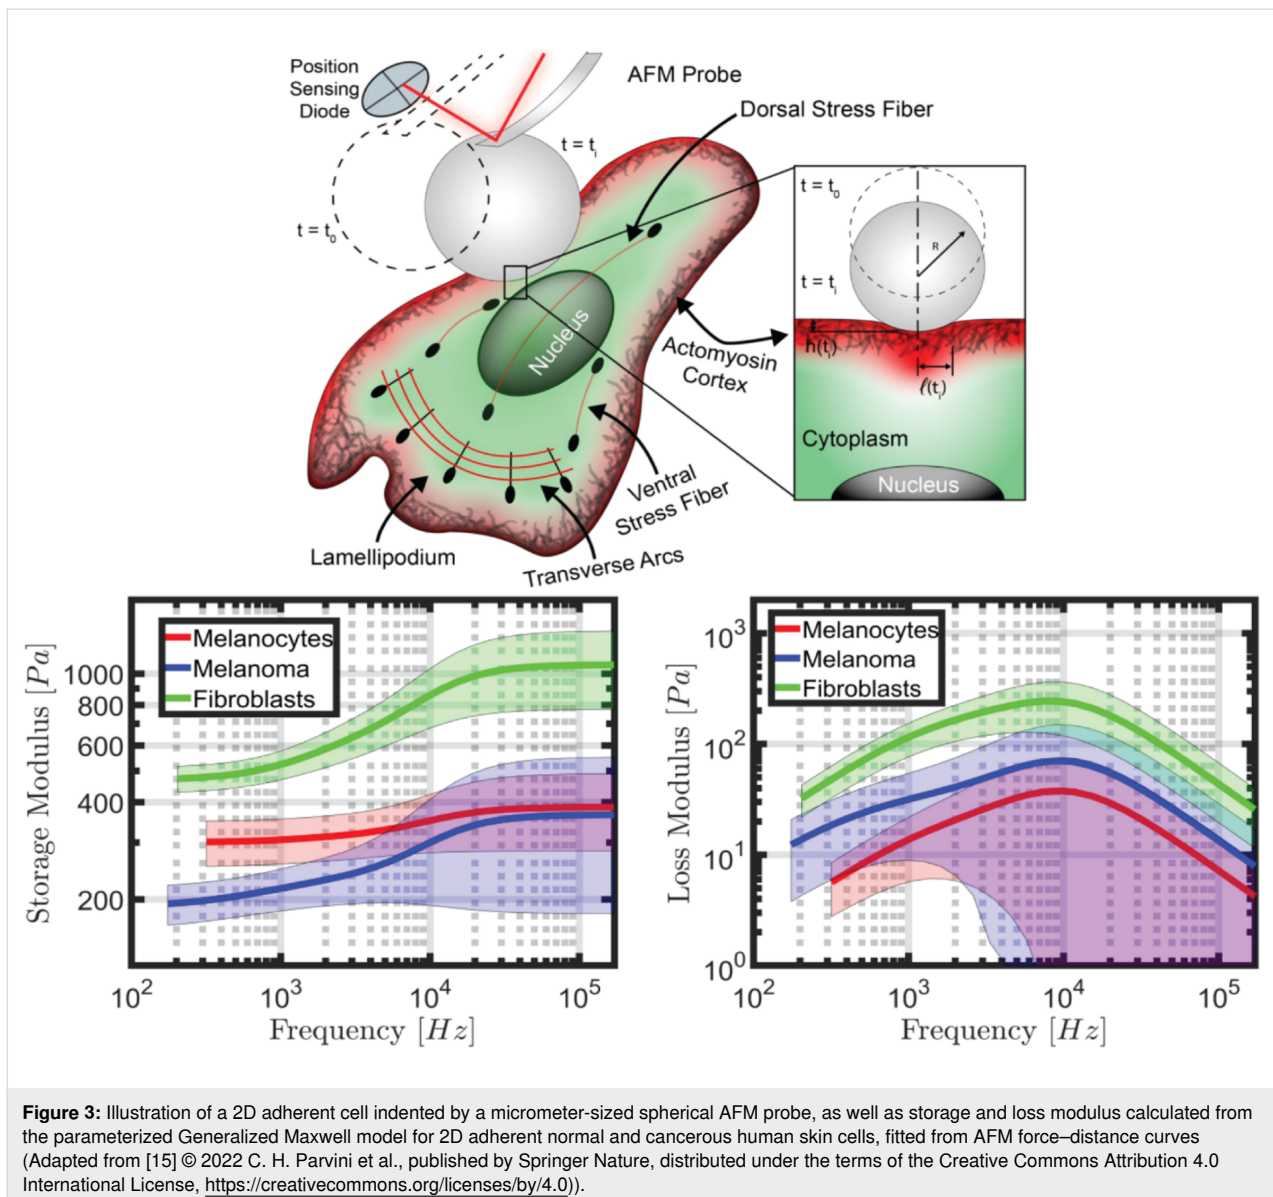 Position
Sensing
Diode
AFM Probe
Dorsal Stress Fiber
t = tᵢ
t = t₀
t = t₀
R
t = tᵢ
h(tᵢ)
ℓ(tᵢ)
Nucleus
Actomyosin
Cortex
Cytoplasm
Nucleus
Ventral
Stress Fiber
Lamellipodium
Transverse Arcs
Melanocytes
Melanoma
Fibroblasts
Storage Modulus [Pa]
1000
800
600
400
200
10² 10³ 10⁴ 10⁵
Frequency [Hz]
Melanocytes
Melanoma
Fibroblasts
Loss Modulus [Pa]
10³
10²
10¹
10⁰
10² 10³ 10⁴ 10⁵
Frequency [Hz]
Figure 3: Illustration of a 2D adherent cell indented by a micrometer-sized spherical AFM probe, as well as storage and loss modulus calculated from
the parameterized Generalized Maxwell model for 2D adherent normal and cancerous human skin cells, fitted from AFM force–distance curves
(Adapted from [15] © 2022 C. H. Parvini et al., published by Springer Nature, distributed under the terms of the Creative Commons Attribution 4.0
International License, https://creativecommons.org/licenses/by/4.0)).